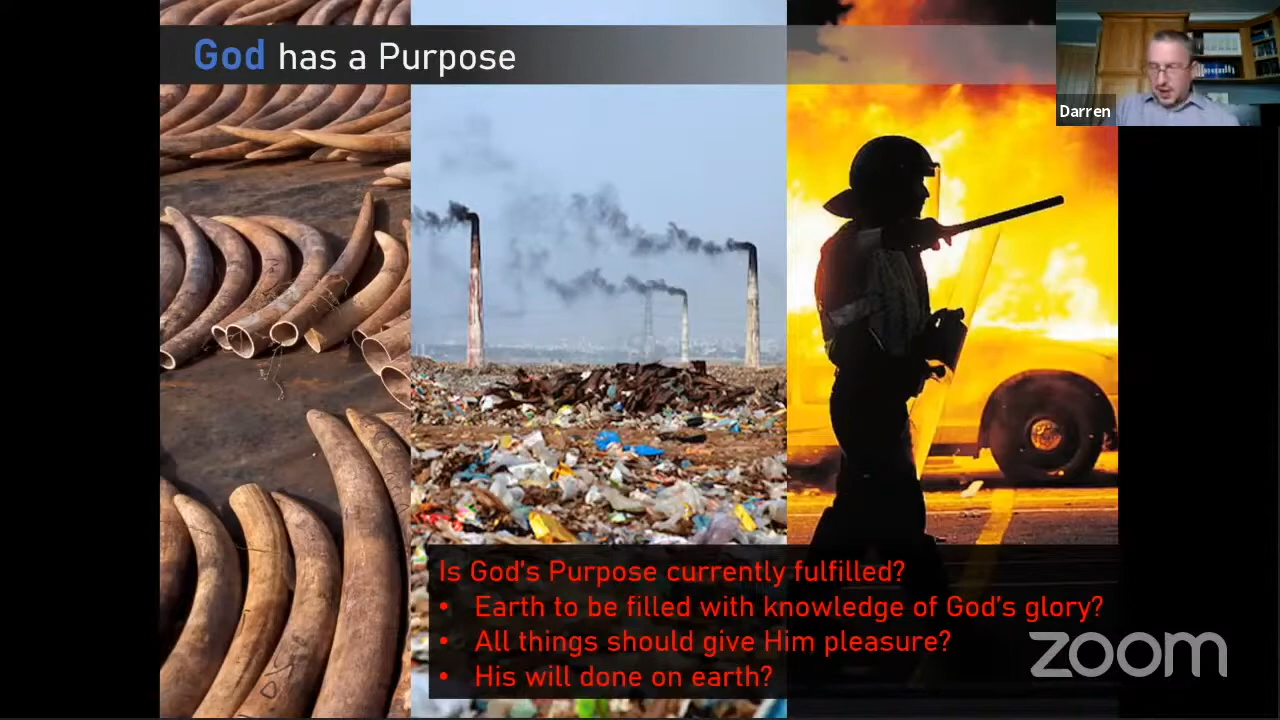 God has a Purpose
Darren
Is God's Purpose currently fulfilled?
• Earth to be filled with knowledge of God's glory?
• All things should give Him pleasure?
• His will done on earth?
zoom